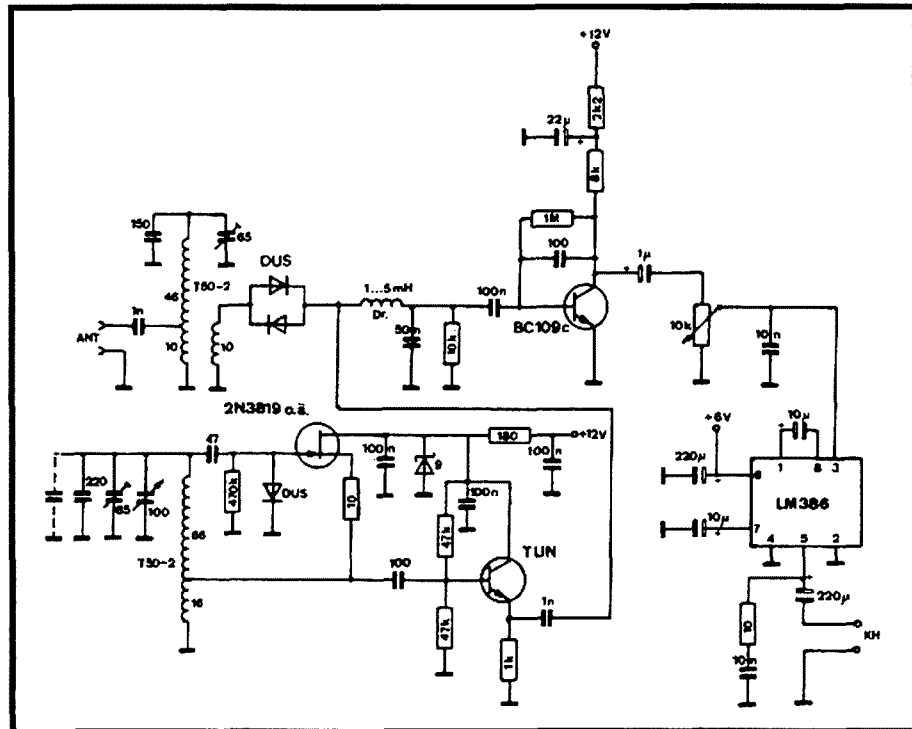 +12V
2k2
22µ
+
8k
1M
100
150
65
T50-2
46
1n
ANT
10
10
DUS
1...5mH
Dr.
50n
10k
100n
BC109c
1µ
+
10k
10n
2N3819 o.ä.
47
220
65
100
470k
DUS
10
100n
9
180
+12V
100n
100n
66
T50-2
16
47k
100
TUN
47k
1n
1k
+6V
220µ
+
10µ
+
10µ
+
1
8
3
6
LM386
7
4
5
2
+
220µ
10
10n
KH